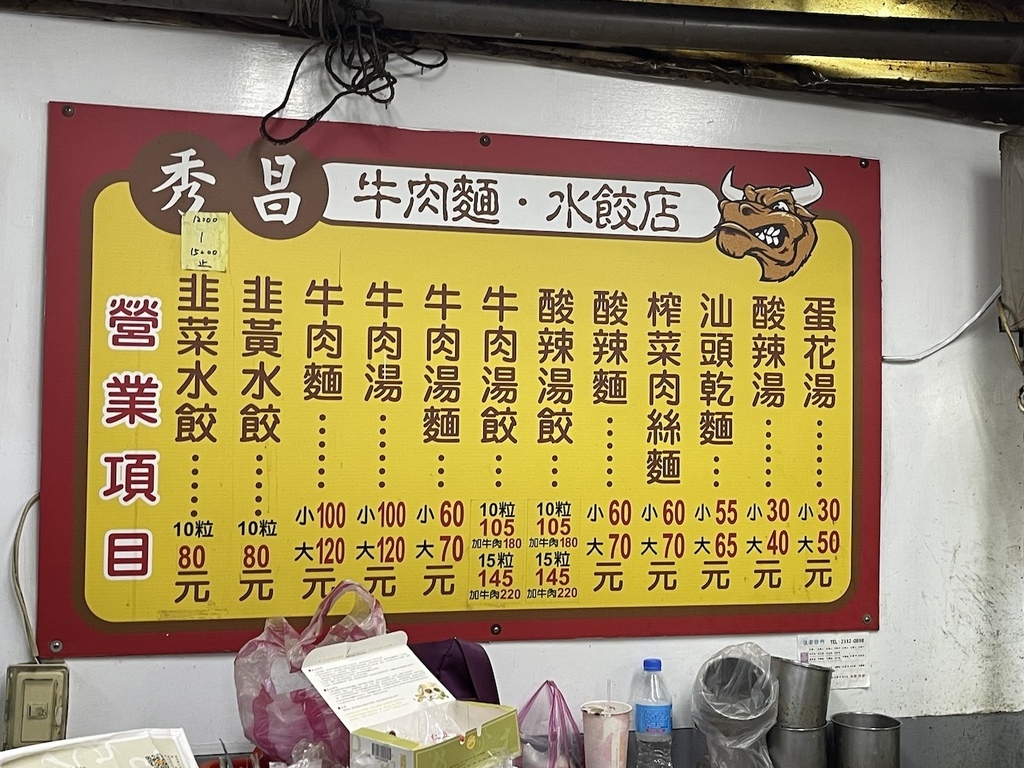 秀昌
牛肉麵·水餃店
12:00
|
15:00
止
營業項目
韭菜水餃 10粒 80元
韭黃水餃 10粒 80元
牛肉麵 小100 大120 元
牛肉湯 小100 大120 元
牛肉湯麵 小60 大70 元
牛肉湯餃 10粒 105 加牛肉180 15粒 145 加牛肉220
酸辣湯餃 10粒 105 加牛肉180 15粒 145 加牛肉220
酸辣麵 小60 大70 元
榨菜肉絲麵 小60 大70 元
汕頭乾麵 小55 大65 元
酸辣湯 小30 大40 元
蛋花湯 小30 大50 元